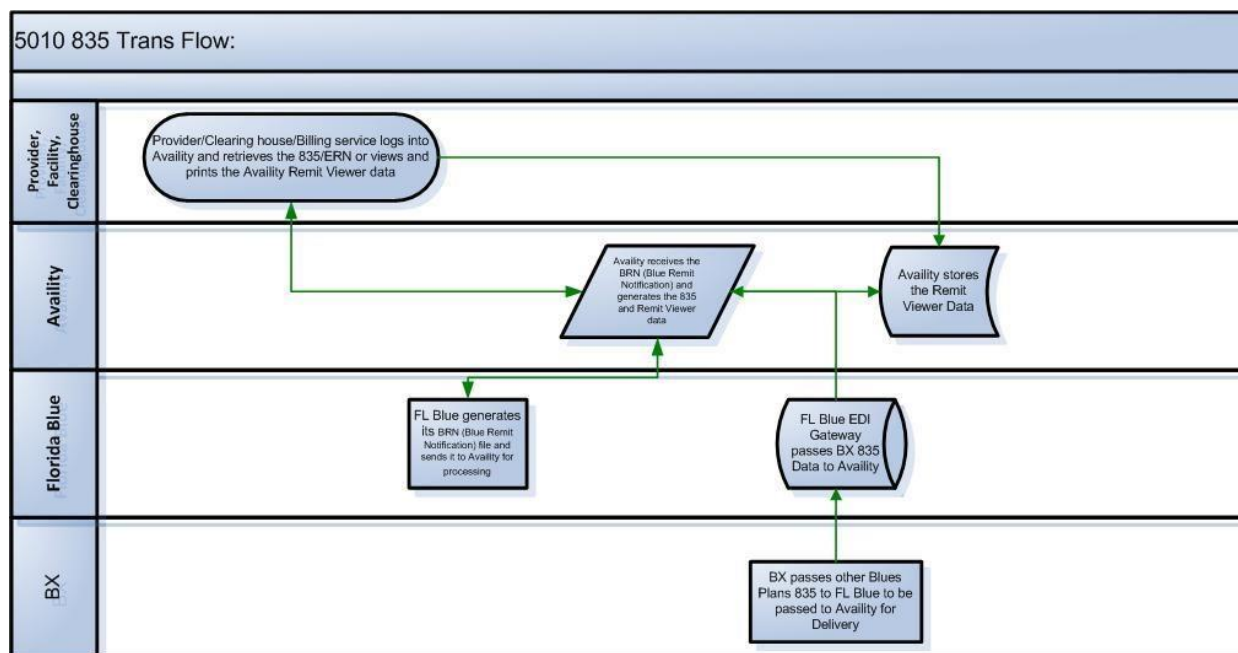 5010 835 Trans Flow:
Provider,
Facility,
Clearinghouse
Provider/Clearing house/Billing service logs into
Availity and retrieves the 835/ERN or views and
prints the Availity Remit Viewer data
Availity
Availity receives the
BRN (Blue Remit
Notification) and
generates the 835
and Remit Viewer
data
Availity stores
the Remit
Viewer Data
Florida Blue
FL Blue generates
its BRN (Blue Remit
Notification) file and
sends it to Availity for
processing
FL Blue EDI
Gateway
passes BX 835
Data to Availity
BX
BX passes other Blues
Plans 835 to FL Blue to be
passed to Availity for
Delivery